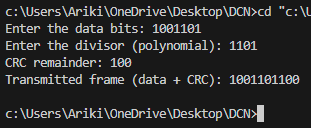 c:\Users\Ariki\OneDrive\Desktop\DCN>cd "c:\U
Enter the data bits: 1001101
Enter the divisor (polynomial): 1101
CRC remainder: 100
Transmitted frame (data + CRC): 1001101100
c:\Users\Ariki\OneDrive\Desktop\DCN>